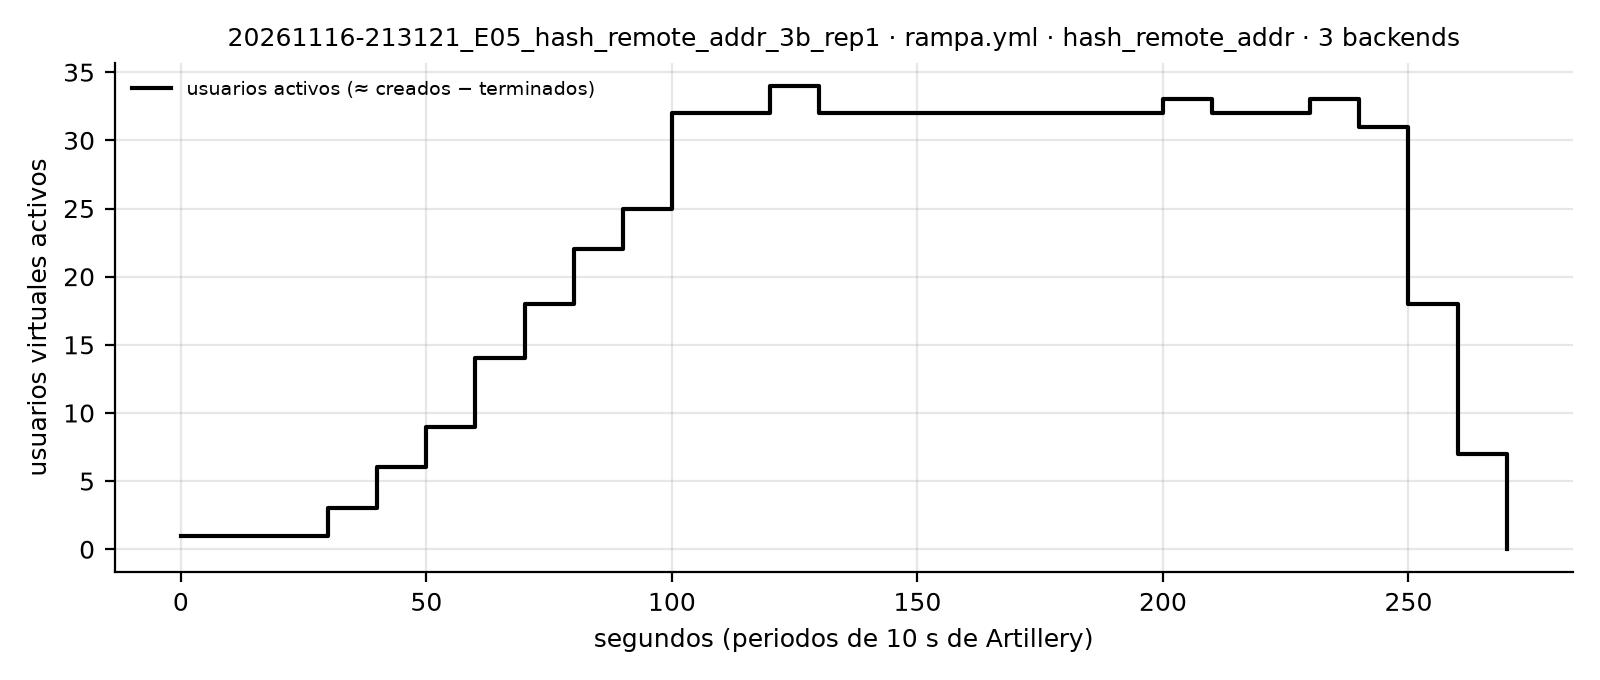 20261116-213121_E05_hash_remote_addr_3b_rep1 · rampa.yml · hash_remote_addr · 3 backends
usuarios activos (≈ creados − terminados)
usuarios virtuales activos
35
30
25
20
15
10
5
0
0 50 100 150 200 250
segundos (periodos de 10 s de Artillery)